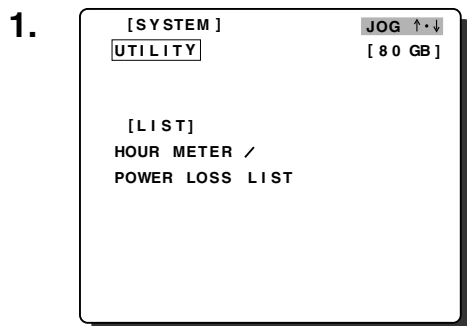 1.
[SYSTEM] JOG ↑·↓
UTILITY [80 GB]
[LIST]
HOUR METER /
POWER LOSS LIST